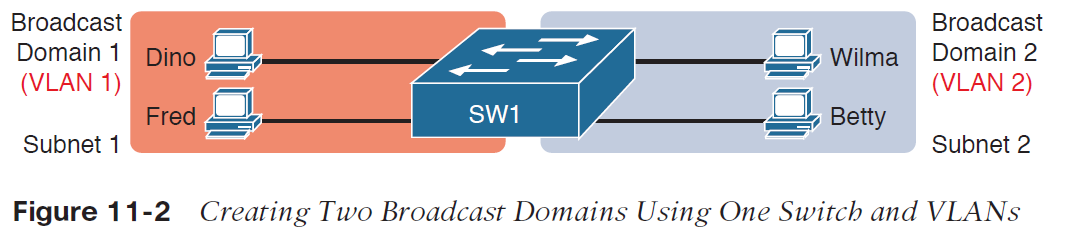 Broadcast
Domain 1
(VLAN 1)
Subnet 1
Dino
Fred
SW1
Wilma
Betty
Broadcast
Domain 2
(VLAN 2)
Subnet 2
Figure 11-2 Creating Two Broadcast Domains Using One Switch and VLANs